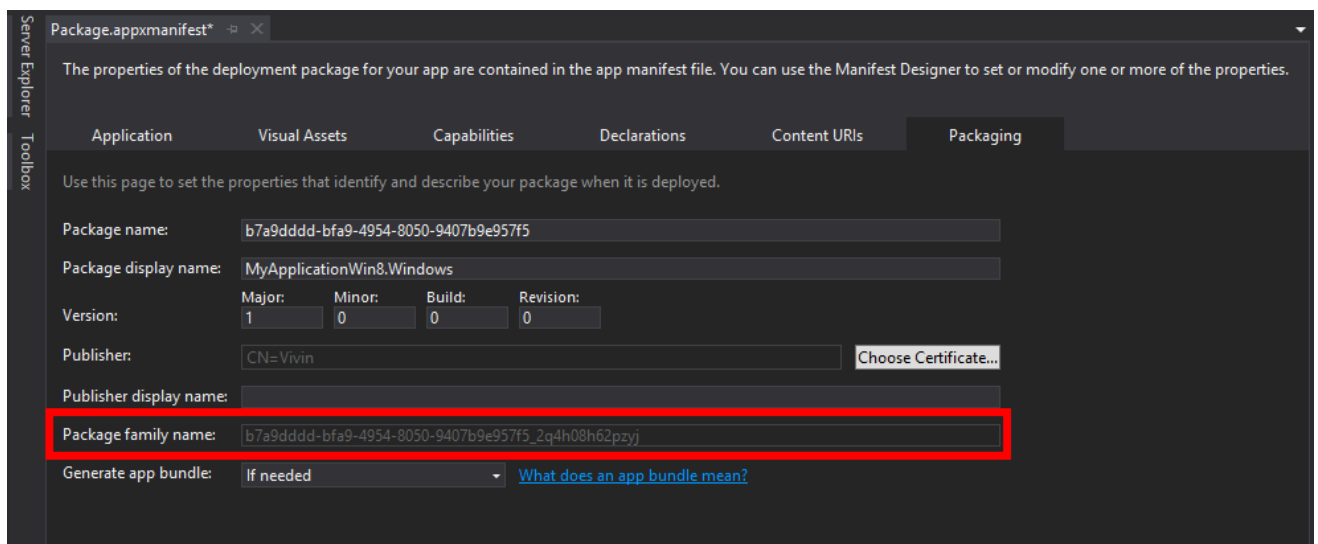 Server Explorer
Toolbox
Package.appxmanifest*
The properties of the deployment package for your app are contained in the app manifest file. You can use the Manifest Designer to set or modify one or more of the properties.
Application Visual Assets Capabilities Declarations Content URIs Packaging
Use this page to set the properties that identify and describe your package when it is deployed.
Package name: b7a9dddd-bfa9-4954-8050-9407b9e957f5
Package display name: MyApplicationWin8.Windows
Major: Minor: Build: Revision:
Version: 1 0 0 0
Publisher: CN=Vivin Choose Certificate...
Publisher display name:
Package family name: b7a9dddd-bfa9-4954-8050-9407b9e957f5_2q4h08h62pzyj
Generate app bundle: If needed What does an app bundle mean?